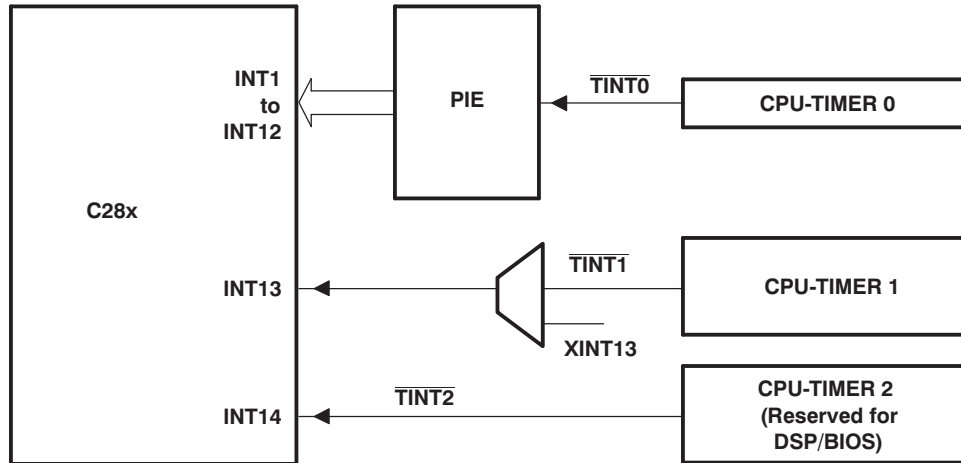 INT1
to
INT12
PIE
TINT0
CPU-TIMER 0
C28x
INT13
TINT1
CPU-TIMER 1
XINT13
INT14
TINT2
CPU-TIMER 2
(Reserved for
DSP/BIOS)